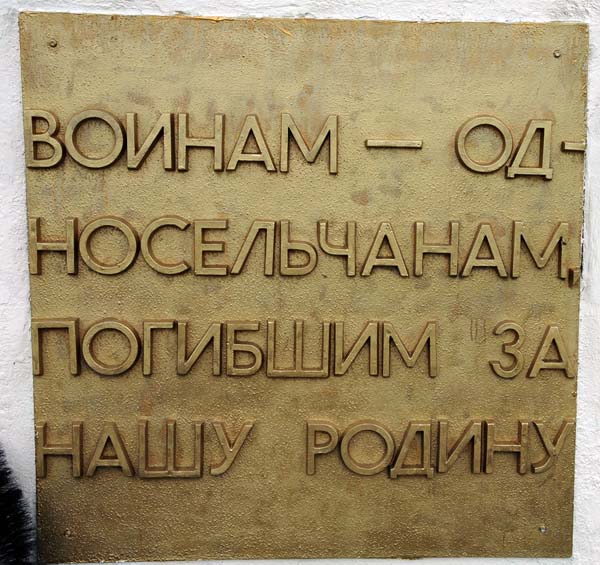 ВОИНАМ — ОД-
НОСЕЛЬЧАНАМ,
ПОГИБШИМ ЗА
НАШУ РОДИНУ